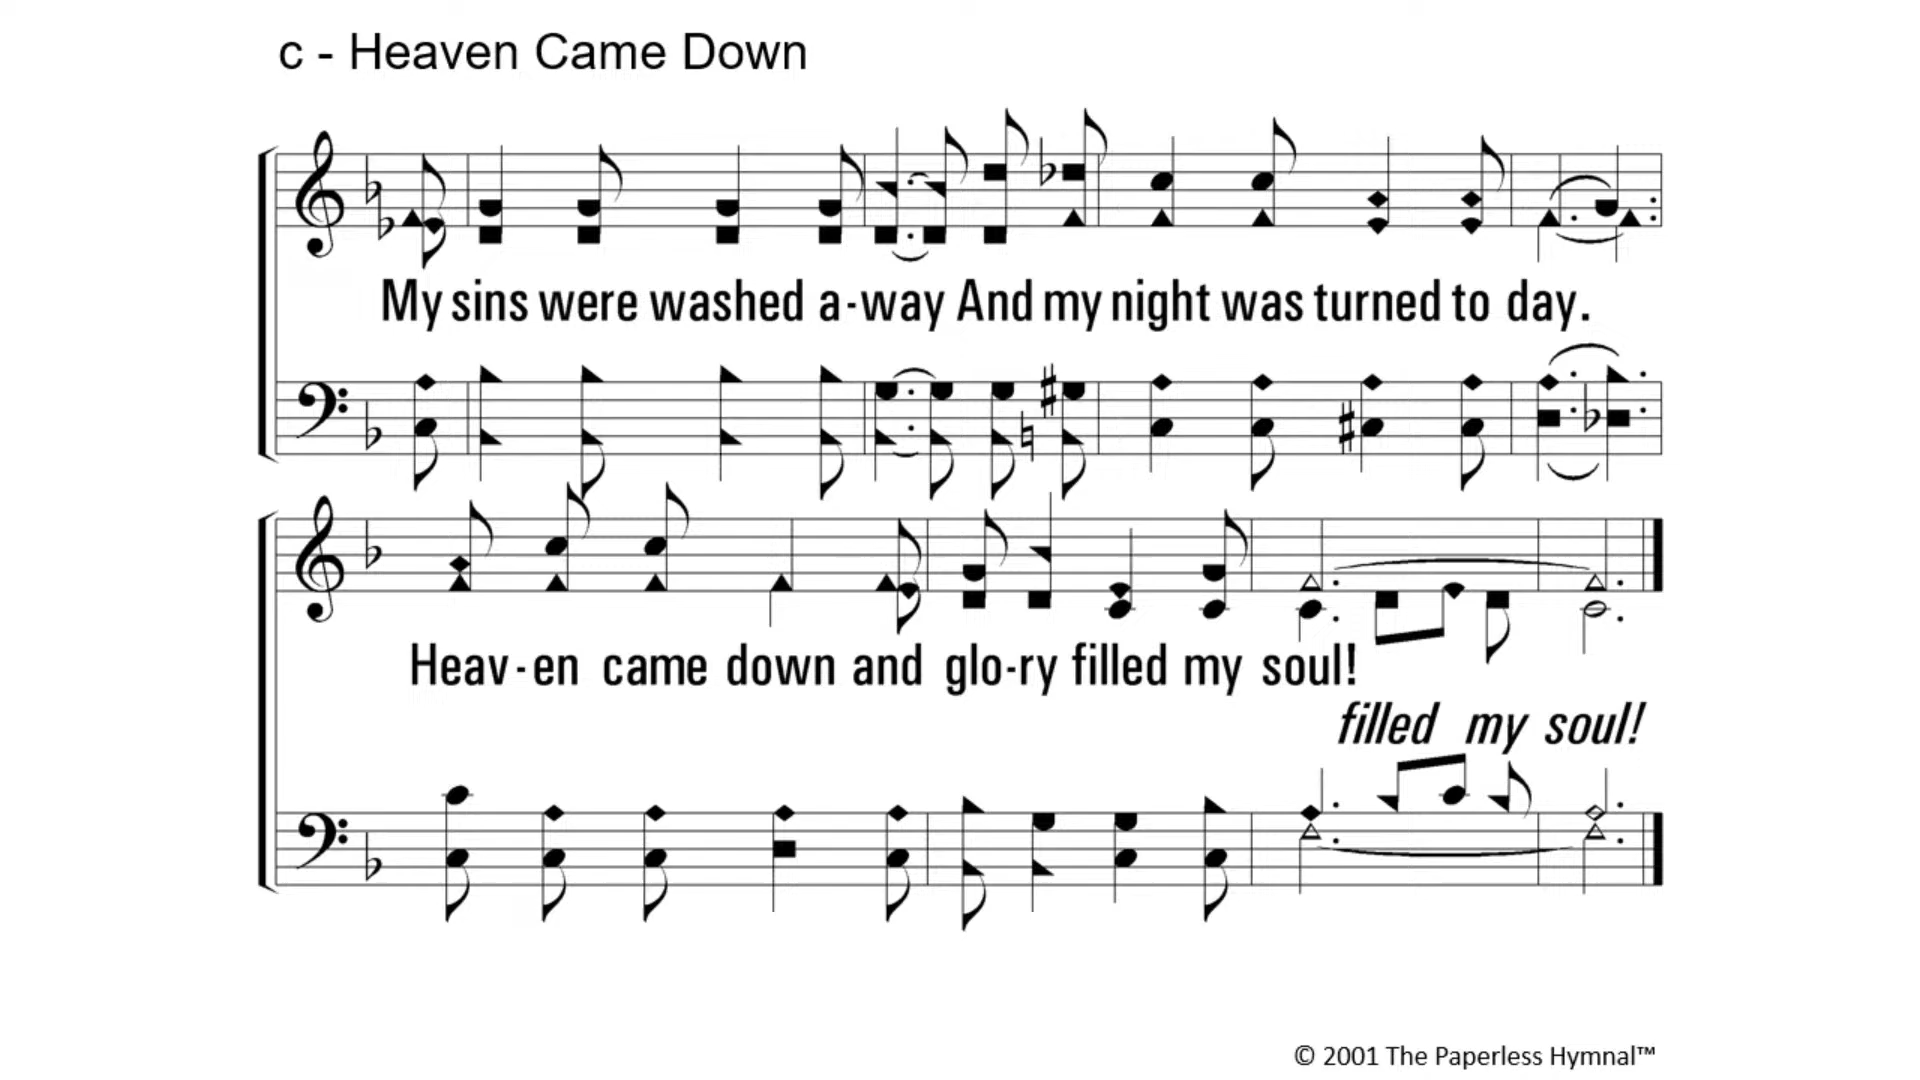 c - Heaven Came Down
My sins were washed a-way And my night was turned to day.
Heav-en came down and glo-ry filled my soul!
filled my soul!
© 2001 The Paperless Hymnal™